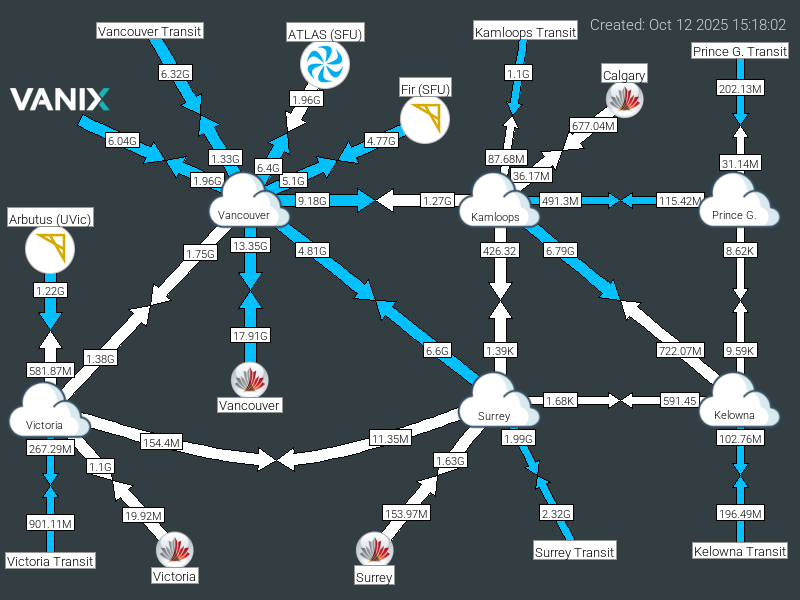 Created: Oct 12 2025 15:18:02
Vancouver Transit
ATLAS (SFU)
Kamloops Transit
Prince G. Transit
6.32G
1.1G
Calgary
202.13M
VANIX
1.96G
Fir (SFU)
677.04M
6.04G
4.77G
1.33G
87.68M
31.14M
6.4G
36.17M
1.96G
5.1G
9.18G
1.27G
491.3M
115.42M
Vancouver
Kamloops
Prince G.
Arbutus (UVic)
1.75G
13.35G
4.81G
426.32
6.79G
8.62K
1.22G
17.91G
6.6G
1.39K
722.07M
9.59K
1.38G
581.87M
Vancouver
1.68K
591.45
Victoria
Surrey
Kelowna
267.29M
154.4M
11.35M
1.99G
102.76M
1.1G
1.63G
901.11M
19.92M
153.97M
2.32G
196.49M
Victoria Transit
Victoria
Surrey
Surrey Transit
Kelowna Transit